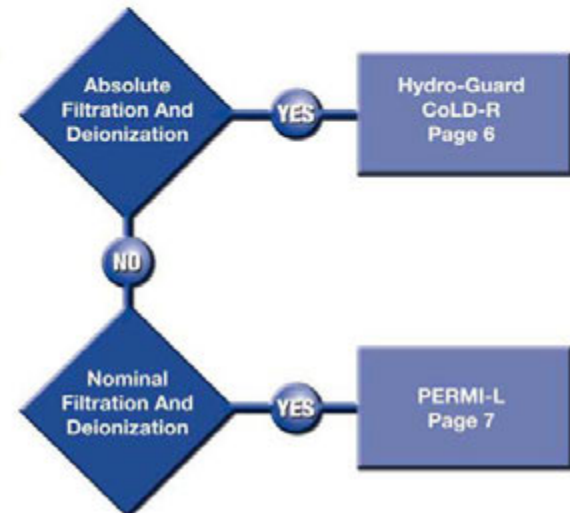 Absolute
Filtration And
Deionization
YES
Hydro-Guard
CoLD-R
Page 6
NO
Nominal
Filtration And
Deionization
YES
PERMI-L
Page 7